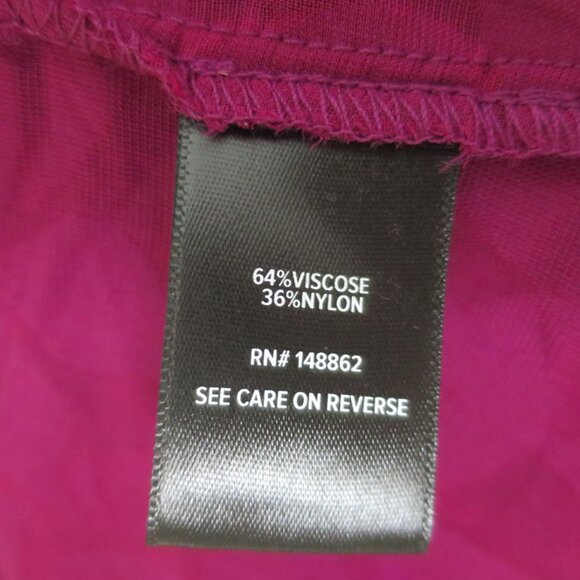 64%VISCOSE
36%NYLON
RN# 148862
SEE CARE ON REVERSE